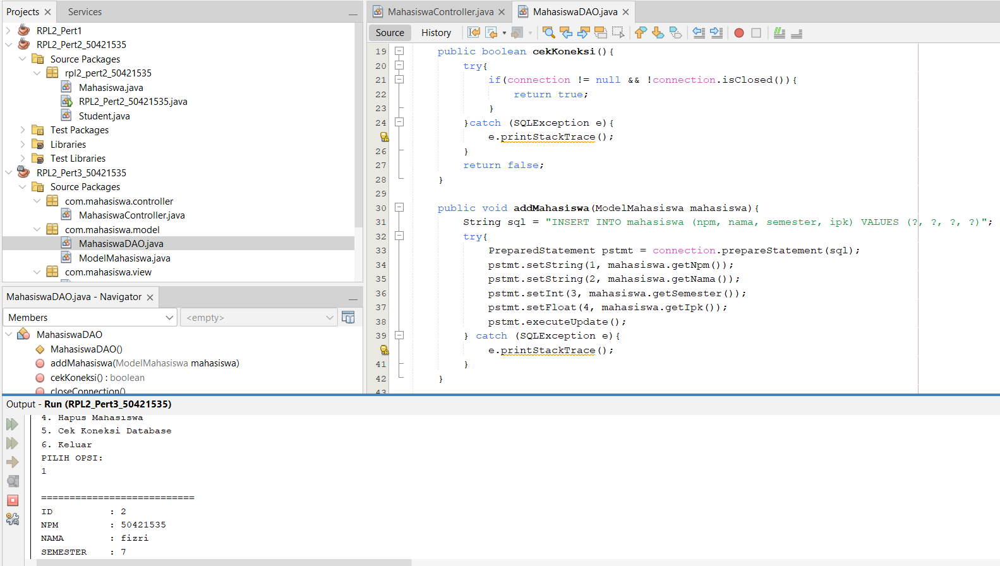 Projects
Services
RPL2_Pert1
RPL2_Pert2_50421535
Source Packages
rpl2_pert2_50421535
Mahasiswa.java
RPL2_Pert2_50421535.java
Student.java
Test Packages
Libraries
Test Libraries
RPL2_Pert3_50421535
Source Packages
com.mahasiswa.controller
MahasiswaController.java
com.mahasiswa.model
MahasiswaDAO.java
ModelMahasiswa.java
com.mahasiswa.view
MahasiswaDAO.java - Navigator
Members
<empty>
MahasiswaDAO
MahasiswaDAO()
addMahasiswa(ModelMahasiswa mahasiswa)
cekKoneksi() : boolean
closeConnection()
MahasiswaController.java
MahasiswaDAO.java
Source
History
19 public boolean cekKoneksi(){
20 try{
21 if(connection != null && !connection.isClosed()){
22 return true;
23 }
24 }catch (SQLException e){
e.printStackTrace();
26 }
27 return false;
28 }
29
30 public void addMahasiswa(ModelMahasiswa mahasiswa){
31 String sql = "INSERT INTO mahasiswa (npm, nama, semester, ipk) VALUES (?, ?, ?, ?)";
32 try{
33 PreparedStatement pstmt = connection.prepareStatement(sql);
34 pstmt.setString(1, mahasiswa.getNpm());
35 pstmt.setString(2, mahasiswa.getNama());
36 pstmt.setInt(3, mahasiswa.getSemester());
37 pstmt.setFloat(4, mahasiswa.getIpk());
38 pstmt.executeUpdate();
39 } catch (SQLException e){
e.printStackTrace();
41 }
42 }
43
Output - Run (RPL2_Pert3_50421535)
4. Hapus Mahasiswa
5. Cek Koneksi Database
6. Keluar
PILIH OPSI:
1
===========================
ID : 2
NPM : 50421535
NAMA : fizri
SEMESTER : 7